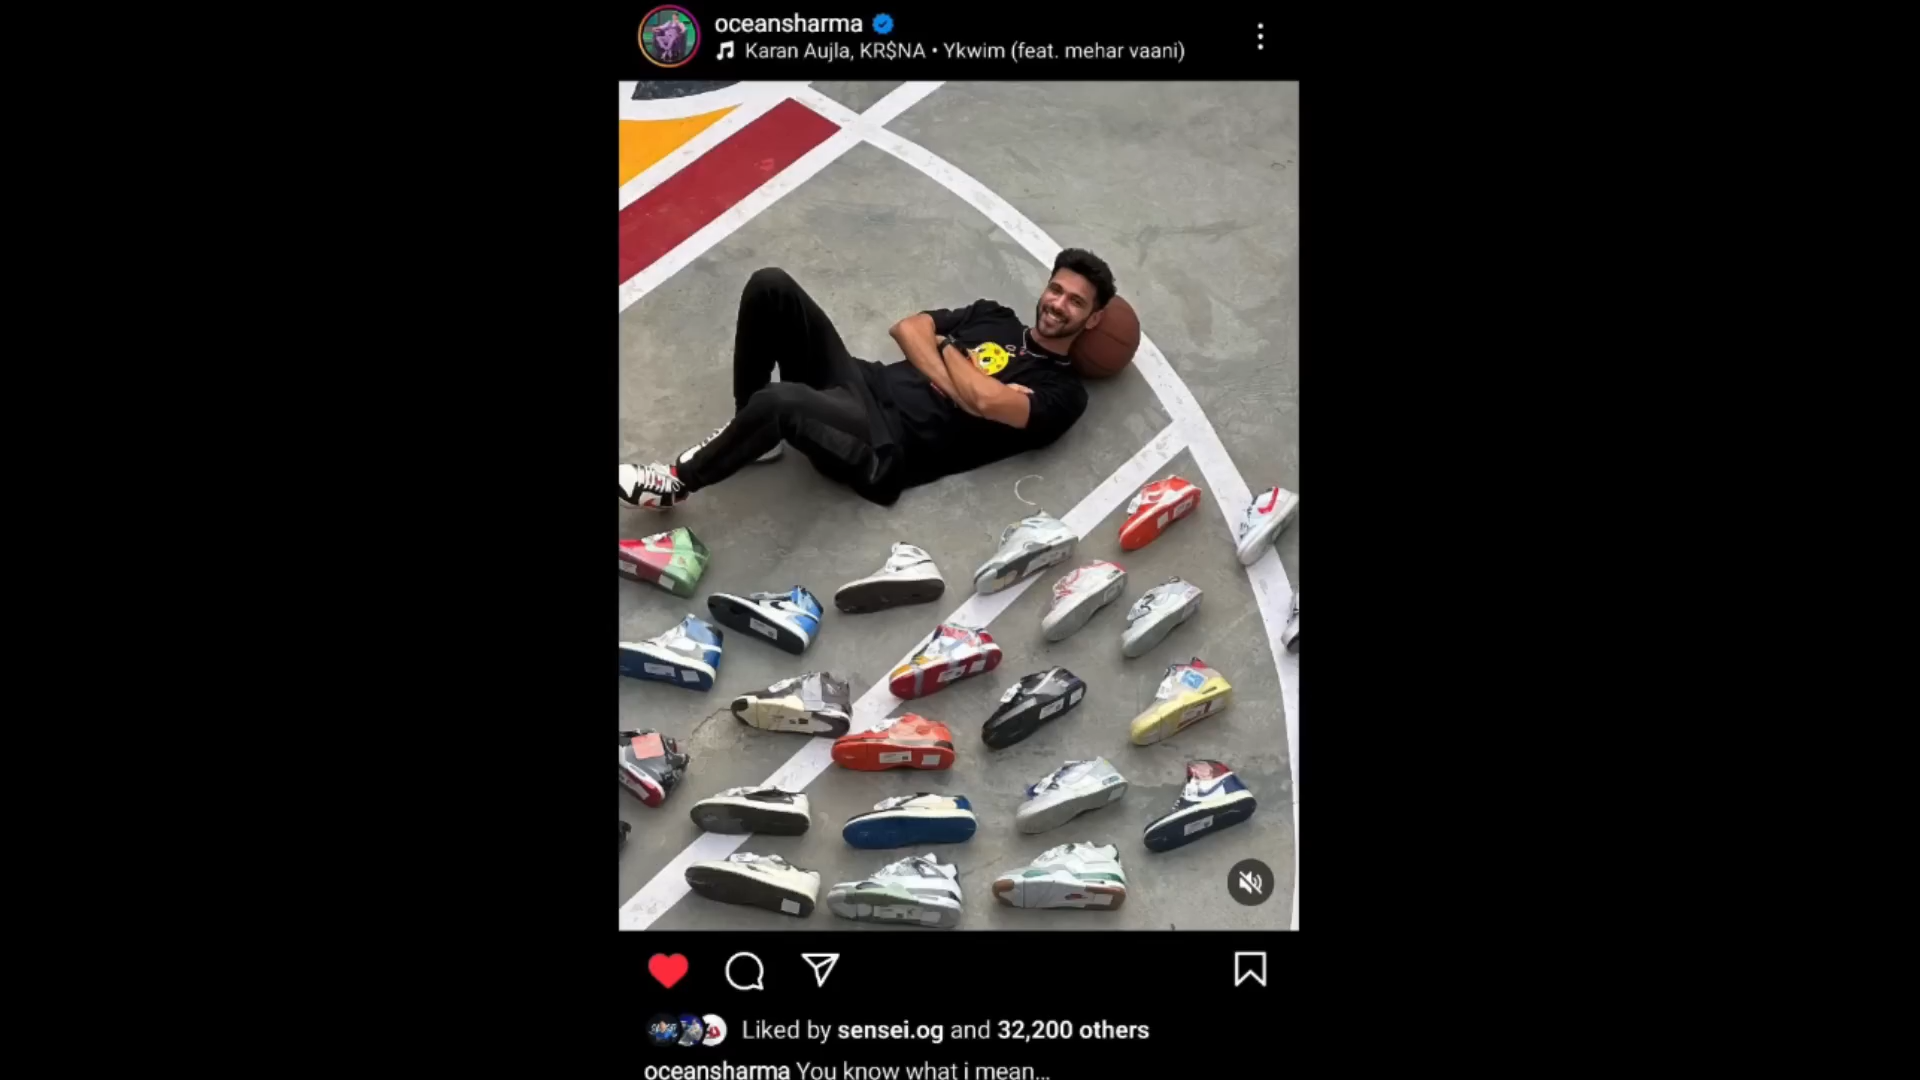 oceansharma
Karan Aujla, KR$NA • Ykwim (feat. mehar vaani)
Liked by sensei.og and 32,200 others
oceansharma You know what i mean...